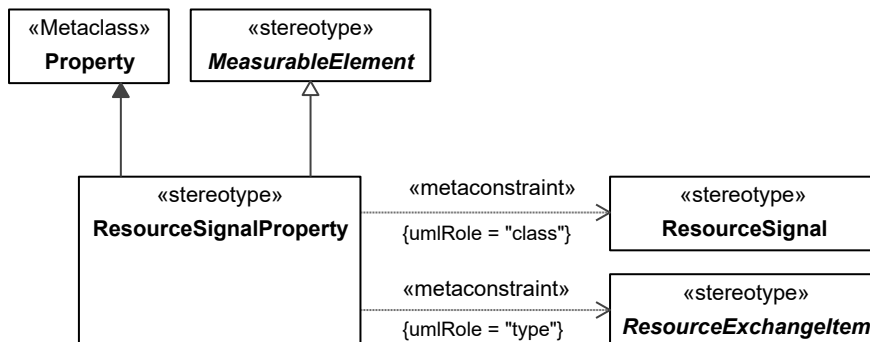 «Metaclass»
Property
«stereotype»
MeasurableElement
«stereotype»
ResourceSignalProperty
«metaconstraint»
{umlRole = "class"}
«stereotype»
ResourceSignal
«metaconstraint»
{umlRole = "type"}
«stereotype»
ResourceExchangeItem